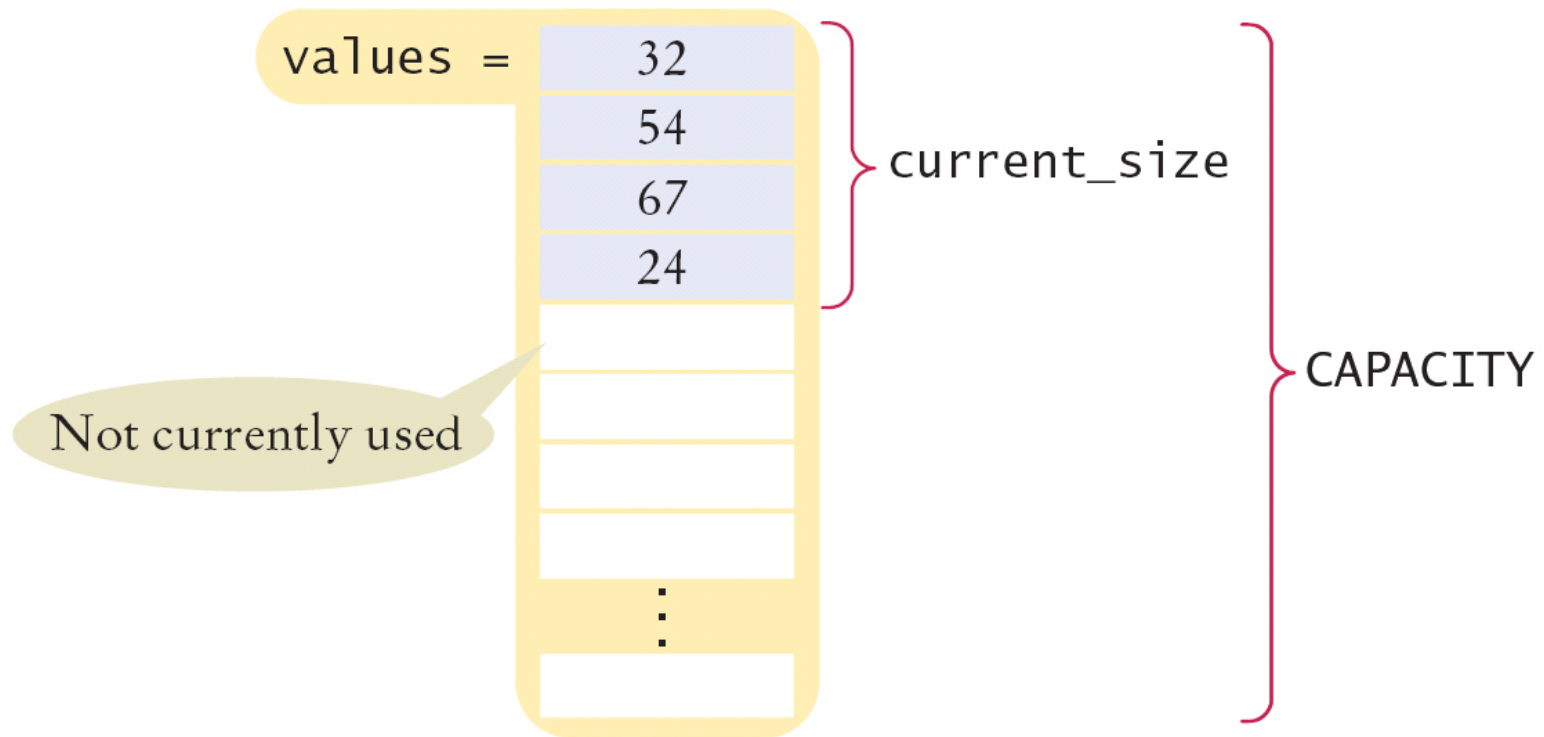 values =
32
54
67
24
current_size
CAPACITY
Not currently used